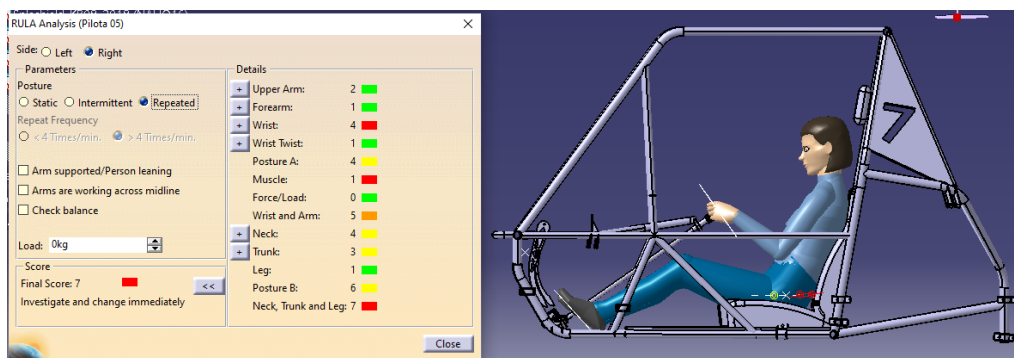 RULA Analysis (Pilota 05)
Side: Left Right
Parameters
Posture
Static Intermittent Repeated
Repeat Frequency
< 4 Times/min. > 4 Times/min.
Arm supported/Person leaning
Arms are working across midline
Check balance
Load: 0kg
Score
Final Score: 7
<<
Investigate and change immediately
Details
+ Upper Arm: 2
+ Forearm: 1
+ Wrist: 4
+ Wrist Twist: 1
Posture A: 4
Muscle: 1
Force/Load: 0
Wrist and Arm: 5
+ Neck: 4
+ Trunk: 3
Leg: 1
Posture B: 6
Neck, Trunk and Leg: 7
Close
7